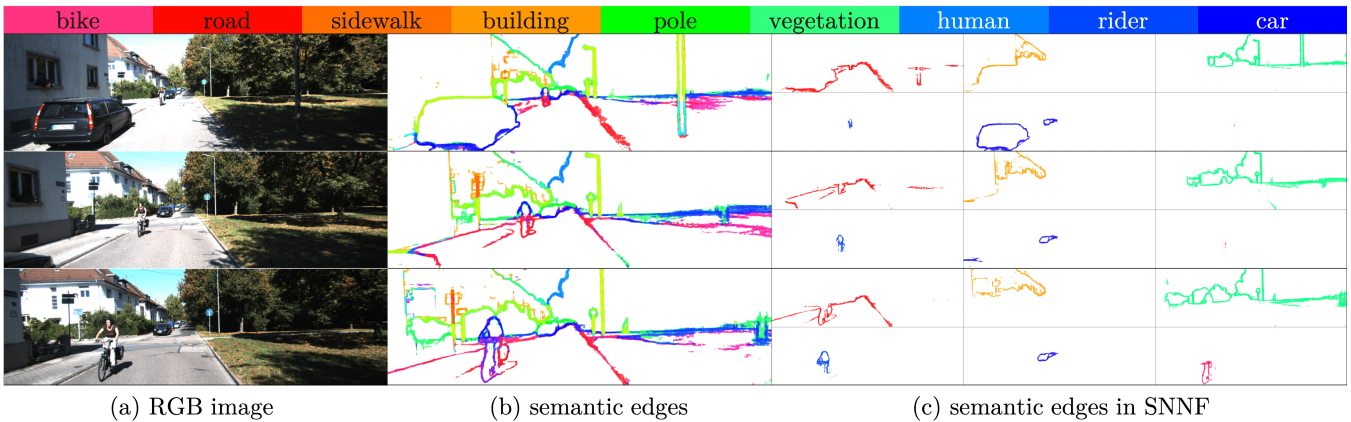 bike road sidewalk building pole vegetation human rider car
(a) RGB image (b) semantic edges (c) semantic edges in SNNF